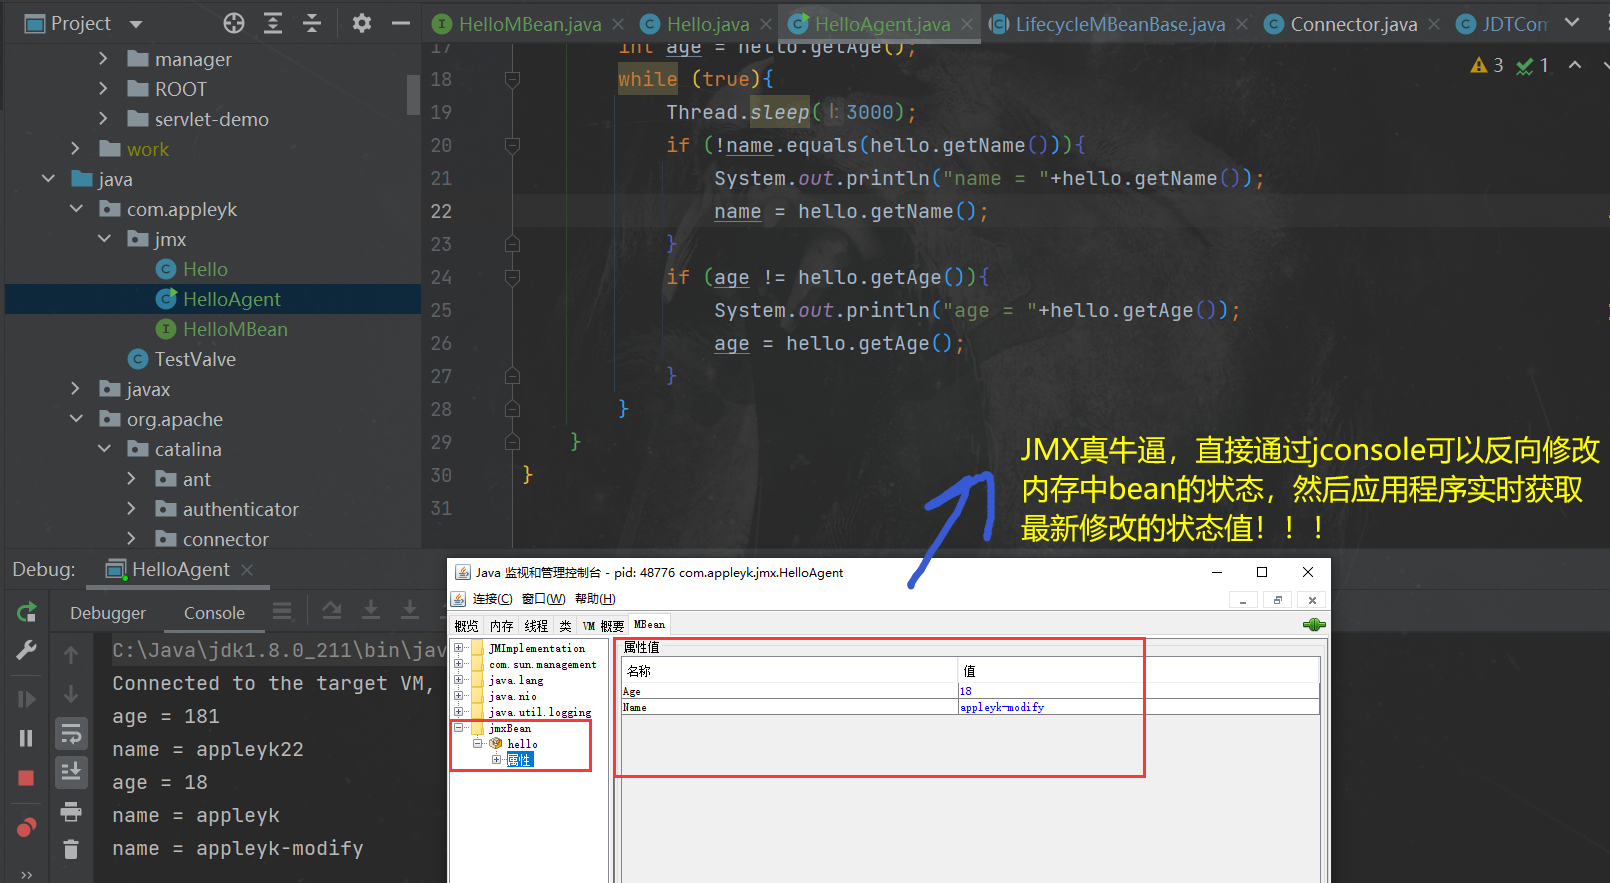 Project
HelloMBean.java
Hello.java
HelloAgent.java
LifecycleMBeanBase.java
Connector.java
JDTCom
manager
ROOT
servlet-demo
work
java
com.appleyk
jmx
Hello
HelloAgent
HelloMBean
TestValve
javax
org.apache
catalina
ant
authenticator
connector
17 int age = hello.getAge();
18 while (true){
19 Thread.sleep( l: 3000);
20 if (!name.equals(hello.getName())){
21 System.out.println("name = "+hello.getName());
22 name = hello.getName();
23 }
24 if (age != hello.getAge()){
25 System.out.println("age = "+hello.getAge());
26 age = hello.getAge();
27 }
28 }
29 }
30 }
31
3 1
JMX真牛逼，直接通过jconsole可以反向修改
内存中bean的状态，然后应用程序实时获取
最新修改的状态值！！！
Debug: HelloAgent
Debugger Console
C:\Java\jdk1.8.0_211\bin\jav
Connected to the target VM,
age = 181
name = appleyk22
age = 18
name = appleyk
name = appleyk-modify
Java 监视和管理控制台 - pid: 48776 com.appleyk.jmx.HelloAgent
连接(C) 窗口(W) 帮助(H)
概览 内存 线程 类 VM 概要 MBean
JMImplementation
com.sun.management
java.lang
java.nio
java.util.logging
jmxBean
hello
属性
属性值
名称 值
Age 18
Name appleyk-modify